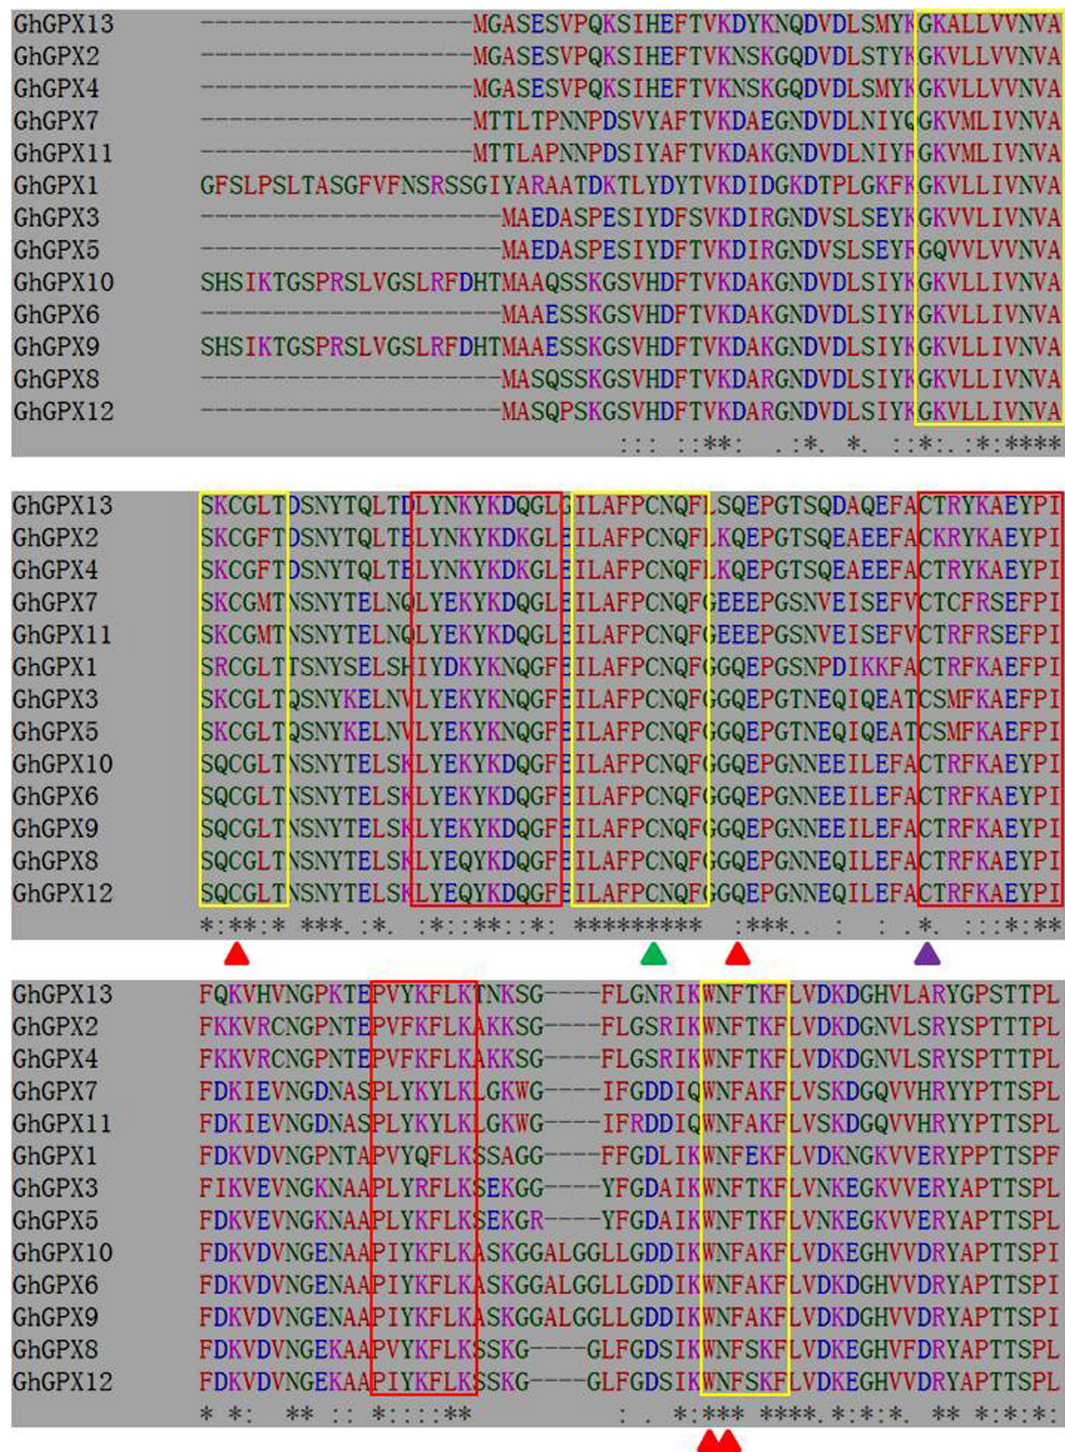 GhGPX13 -----------------------------MGASESVPQKSIHEFTVKDYKNQDVDLSMYKGKALLVVNVA
GhGPX2 -----------------------------MGASESVPQKSIHEFTVKNSKGQDVDLSTYKGKVLLVVNVA
GhGPX4 -----------------------------MGASESVPQKSIHEFTVKNSKGQDVDLSMYKGKVLLVVNVA
GhGPX7 -----------------------------MTTLTPNNPDSVYAFTVKDAEGNDVDLNIYQGKVMLIVNVA
GhGPX11 -----------------------------MTTLAPNNPDSIYAFTVKDAKGNDVDLNIYRGKVMLIVNVA
GhGPX1 GFSLPSLTASGFVFNSRSSGIYARAATDKTLYDYTVKDIDGKDTPLGKFKGKVLLIVNVA
GhGPX3 --------------------------------MAEDASPESIYDFSVKDIRGNDVSLSEYKGKVVLIVNVA
GhGPX5 --------------------------------MAEDASPESIYDFTVKDIRGNDVSLSEYRGQVVLVVNVA
GhGPX10 SHSIKTGSPRSLVGSLRFDHTMAAQSSKGSVHDFTVKDAKGNDVDLSIYKGKVLLIVNVA
GhGPX6 --------------------------------MAAESSKGSVHDFTVKDAKGNDVDLSIYKGKVLLIVNVA
GhGPX9 SHSIKTGSPRSLVGSLRFDHTMAAESSKGSVHDFTVKDAKGNDVDLSIYKGKVLLIVNVA
GhGPX8 --------------------------------MASQSSKGSVHDFTVKDARGNDVDLSIYKGKVLLIVNVA
GhGPX12 --------------------------------MASQPSKGSVHDFTVKDARGNDVDLSIYKGKVLLIVNVA
::: ::**: .:*. *. ::*:. :*:****
GhGPX13 SKCGLTDSNYTQLTDLYNKYKDQGLGILAFPCNQFLSQEPGTSQDAQEFACTRYKAEYPI
GhGPX2 SKCGFTDSNYTQLTELYNKYKDKGLEILAFPCNQFLKQEPGTSQEAEEFACKRYKAEYPI
GhGPX4 SKCGFTDSNYTQLTELYNKYKDKGLEILAFPCNQFLKQEPGTSQEAEEFACTRYKAEYPI
GhGPX7 SKCGMTNSNYTELNQLYEKYKDQGLEILAFPCNQFGEEEPGSNVEISEFVCTCFRSEFPI
GhGPX11 SKCGMTNSNYTELNQLYEKYKDQGLEILAFPCNQFGEEEPGSNVEISEFVCTRFRSEFPI
GhGPX1 SRCGLTTSNYSELSHIYDKYKNQGFEILAFPCNQFGGQEPGSNPDIKKFACTRFKAEFPI
GhGPX3 SKCGLTQSNYKELNVLYEKYKNQGFEILAFPCNQFGGQEPGTNEQIQEATCSMFKAEFPI
GhGPX5 SKCGLTQSNYKELNVLYEKYKNQGFEILAFPCNQFGGQEPGTNEQIQEATCSMFKAEFPI
GhGPX10 SQCGLTNSNYTELSKLYEKYKDQGFEILAFPCNQFGGQEPGNNEEILEFACTRFKAEYPI
GhGPX6 SQCGLTNSNYTELSKLYEKYKDQGFEILAFPCNQFGGQEPGNNEEILEFACTRFKAEYPI
GhGPX9 SQCGLTNSNYTELSKLYEKYKDQGFEILAFPCNQFGGQEPGNNEEILEFACTRFKAEYPI
GhGPX8 SQCGLTNSNYTELSKLYEQYKDQGFEILAFPCNQFGGQEPGNNEQILEFACTRFKAEYPI
GhGPX12 SQCGLTNSNYTELSKLYEQYKDQGFEILAFPCNQFGGQEPGNNEQILEFACTRFKAEYPI
*:**:* ***.:*. :*::**::*: ********* :***.. : : *. :::*:**
GhGPX13 FQKVHVNGPKTEPVYKFLKTNKSG----FLGNRIKWNFTKFLVDKDGHVLARYGPSTTPL
GhGPX2 FKKVRCNGPNTEPVFKFLKAKKSG----FLGSRIKWNFTKFLVDKDGNVLSRYSPTTTPL
GhGPX4 FKKVRCNGPNTEPVFKFLKAKKSG----FLGSRIKWNFTKFLVDKDGNVLSRYSPTTTPL
GhGPX7 FDKIEVNGDNASPLYKYLKLGKWG----IFGDDIQWNFAKFLVSKDGQVVHRYYPTTSPL
GhGPX11 FDKIEVNGDNASPLYKYLKLGKWG----IFRDDIQWNFAKFLVSKDGQVVHRYYPTTSPL
GhGPX1 FDKVDVNGPNTAPVYQFLKSSAGG----FFGDLIKWNFEKFLVDKNGKVVERYPPTTSPF
GhGPX3 FIKVEVNGKNAAPLYRFLKSEKGG----YFGDAIKWNFTKFLVNKEGKVVERYAPTTSPL
GhGPX5 FDKVEVNGKNAAPLYKFLKSEKGR----YFGDAIKWNFTKFLVNKEGKVVERYAPTTSPL
GhGPX10 FDKVDVNGENAAPIYKFLKASKGGALGGLLGDDIKWNFAKFLVDKEGHVVDRYAPTTSPI
GhGPX6 FDKVDVNGENAAPIYKFLKASKGGALGGLLGDDIKWNFAKFLVDKDGHVVDRYAPTTSPI
GhGPX9 FDKVDVNGENAAPIYKFLKASKGGALGGLLGDDIKWNFAKFLVDKEGHVVDRYAPTTSPI
GhGPX8 FDKVDVNGEKAAPVYKFLKSSKG----GLFGDSIKWNFSKFLVDKEGHVFDRYAPTTSPL
GhGPX12 FDKVDVNGEKAAPIYKFLKSSKG----GLFGDSIKWNFSKFLVDKEGHVVDRYAPTTSPL
* *: ** :: *::::** : . *:*** ****.*:*:*. ** *:*:*: